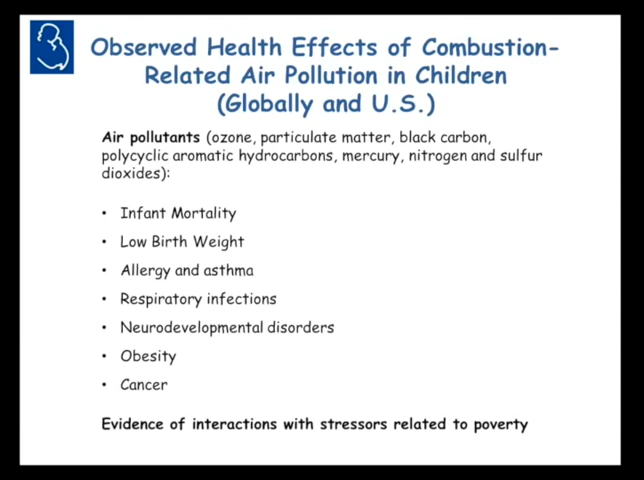 Observed Health Effects of Combustion-
Related Air Pollution in Children
(Globally and U.S.)
Air pollutants (ozone, particulate matter, black carbon,
polycyclic aromatic hydrocarbons, mercury, nitrogen and sulfur
dioxides):
• Infant Mortality
• Low Birth Weight
• Allergy and asthma
• Respiratory infections
• Neurodevelopmental disorders
• Obesity
• Cancer
Evidence of interactions with stressors related to poverty